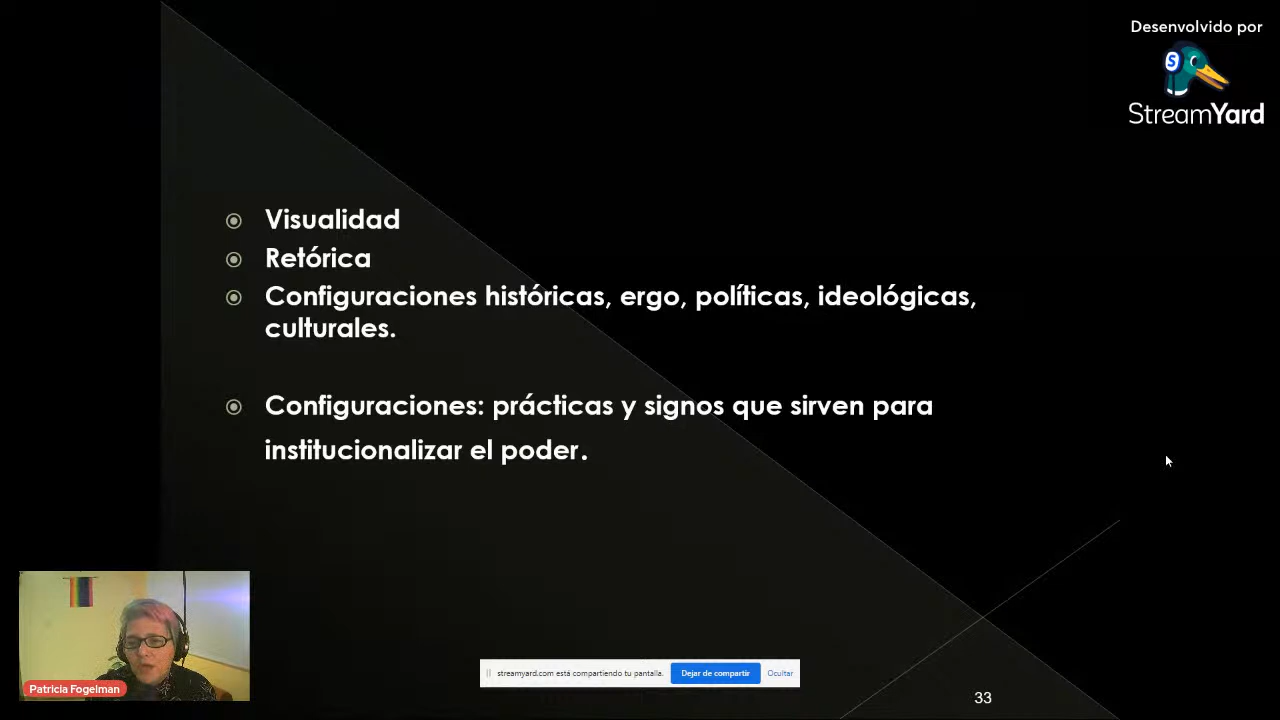 Desenvolvido por
StreamYard
Visualidad
Retórica
Configuraciones históricas, ergo, políticas, ideológicas,
culturales.
Configuraciones: prácticas y signos que sirven para
institucionalizar el poder.
Patricia Fogelman
streamyard.com está compartiendo tu pantalla.
Dejar de compartir
Ocultar
33